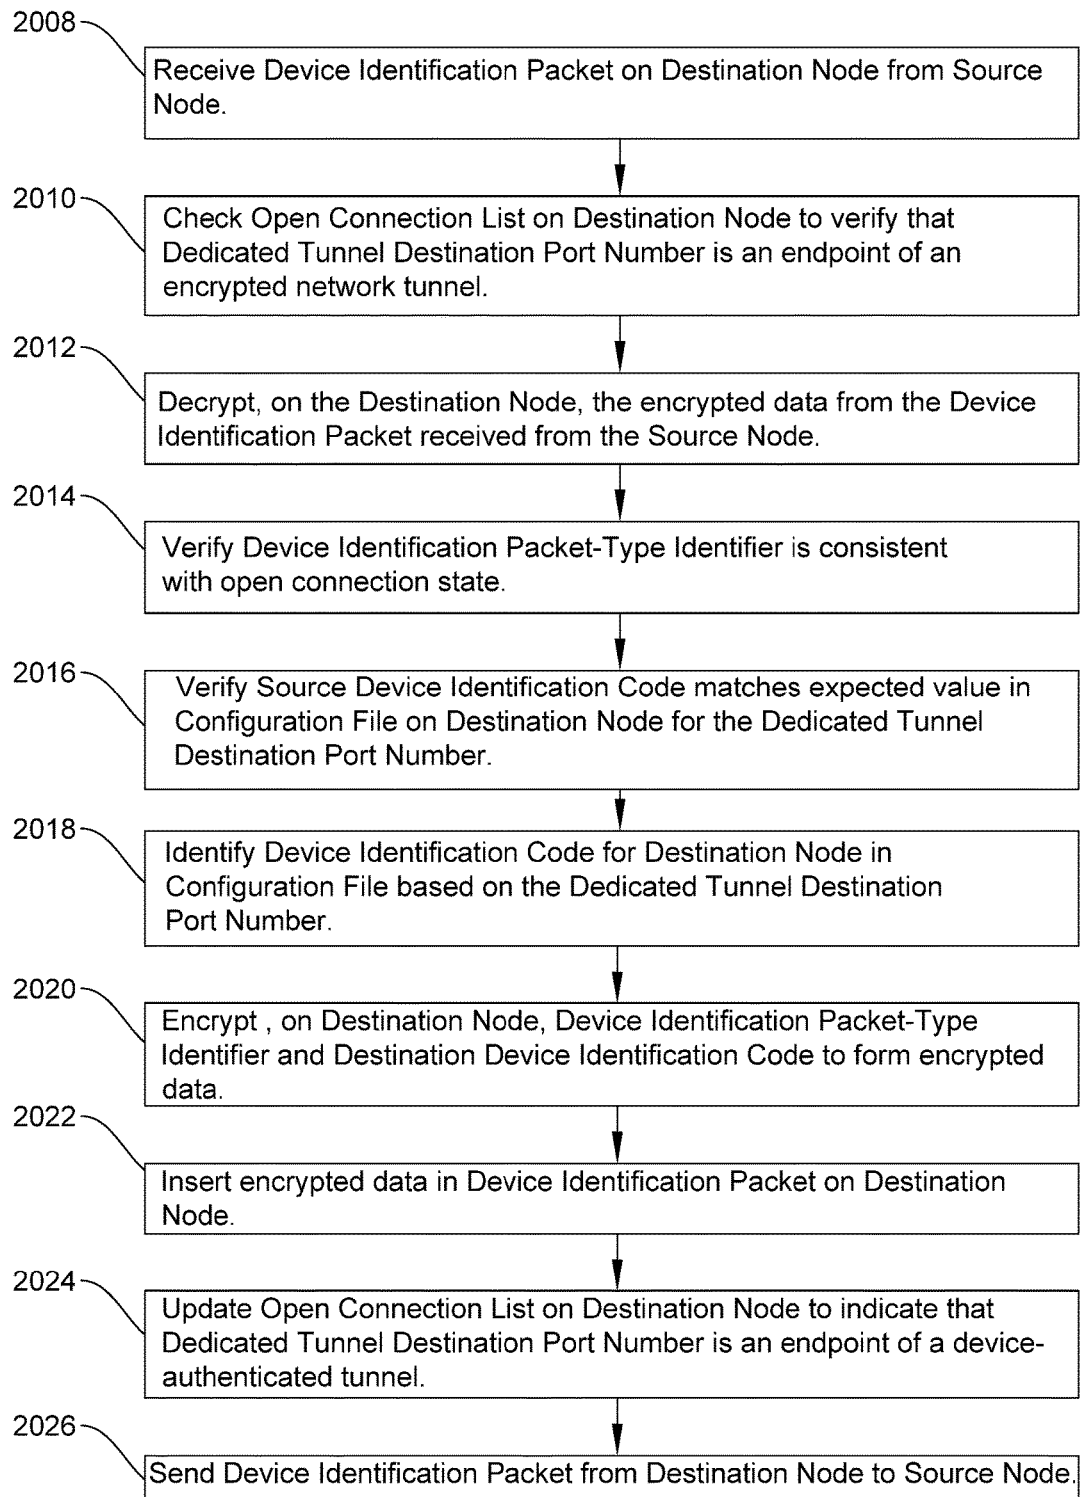 2008
Receive Device Identification Packet on Destination Node from Source
Node.
2010
Check Open Connection List on Destination Node to verify that
Dedicated Tunnel Destination Port Number is an endpoint of an
encrypted network tunnel.
2012
Decrypt, on the Destination Node, the encrypted data from the Device
Identification Packet received from the Source Node.
2014
Verify Device Identification Packet-Type Identifier is consistent
with open connection state.
2016
Verify Source Device Identification Code matches expected value in
Configuration File on Destination Node for the Dedicated Tunnel
Destination Port Number.
2018
Identify Device Identification Code for Destination Node in
Configuration File based on the Dedicated Tunnel Destination
Port Number.
2020
Encrypt , on Destination Node, Device Identification Packet-Type
Identifier and Destination Device Identification Code to form encrypted
data.
2022
Insert encrypted data in Device Identification Packet on Destination
Node.
2024
Update Open Connection List on Destination Node to indicate that
Dedicated Tunnel Destination Port Number is an endpoint of a device-
authenticated tunnel.
2026
Send Device Identification Packet from Destination Node to Source Node.